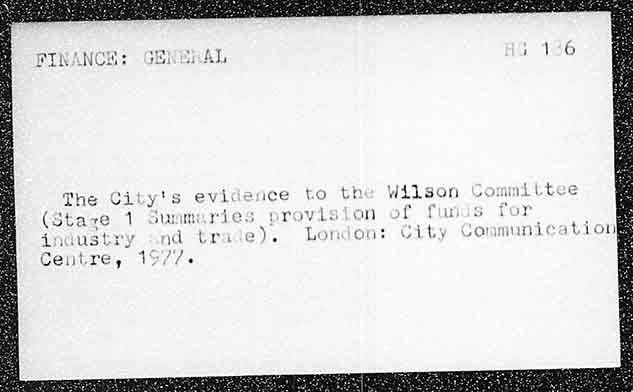 FINANCE: GENERAL HG 186
The City's evidence to the Wilson Committee
(Stage 1 Summaries provision of funds for
industry and trade). London: City Communication
Centre, 1977.